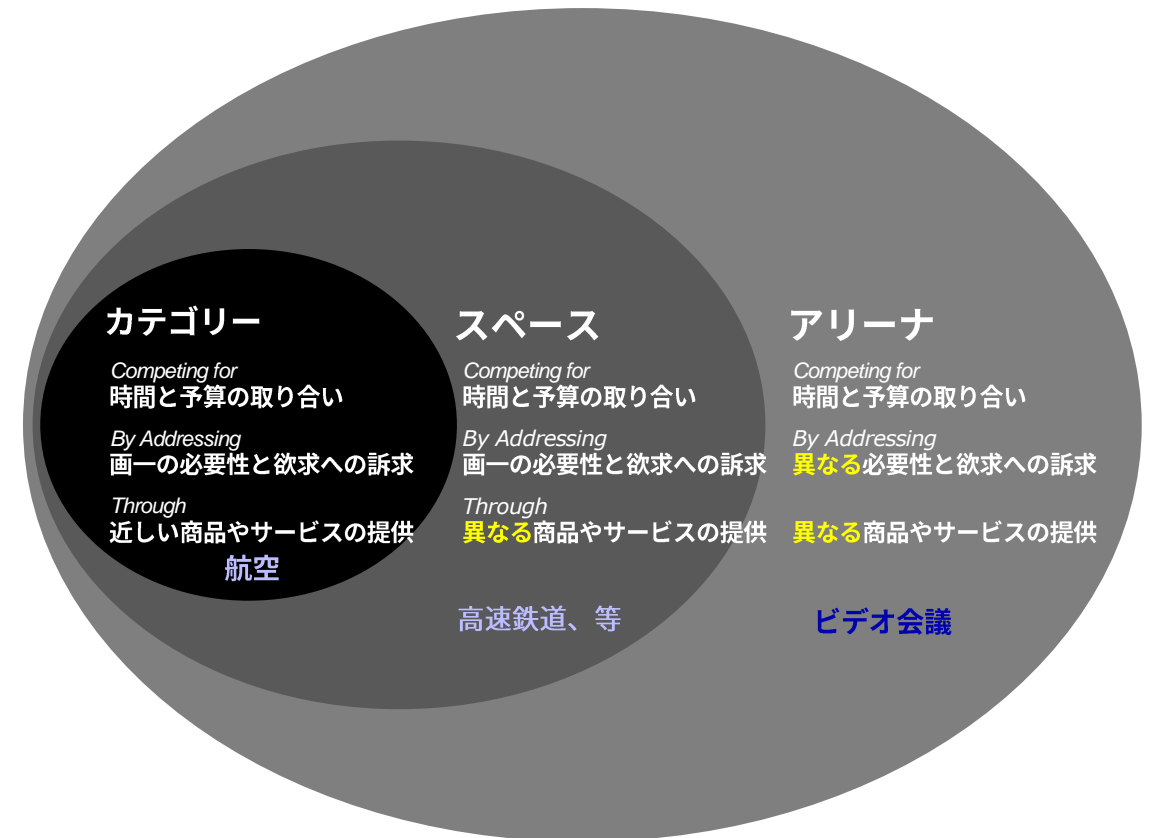 カテゴリー
Competing for
時間と予算の取り合い
By Addressing
画一の必要性と欲求への訴求
Through
近しい商品やサービスの提供
航空
スペース
Competing for
時間と予算の取り合い
By Addressing
画一の必要性と欲求への訴求
Through
異なる商品やサービスの提供
高速鉄道、等
アリーナ
Competing for
時間と予算の取り合い
By Addressing
異なる必要性と欲求への訴求
異なる商品やサービスの提供
ビデオ会議